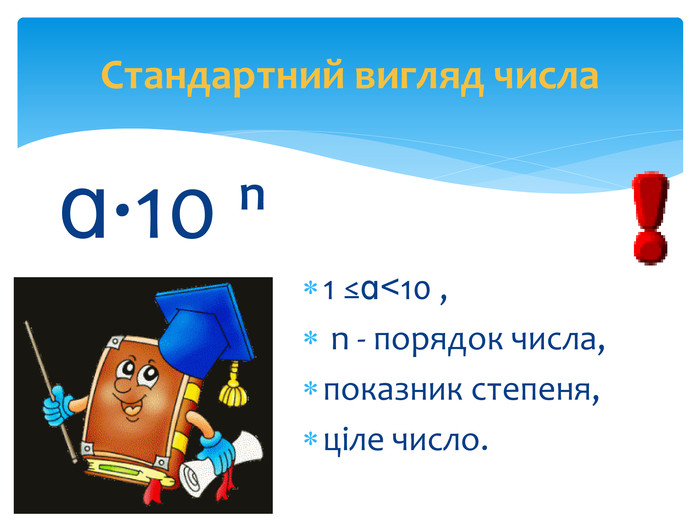 Стандартний вигляд числа
a·10 ⁿ
1 ≤a<10 ,
n - порядок числа,
показник степеня,
ціле число.